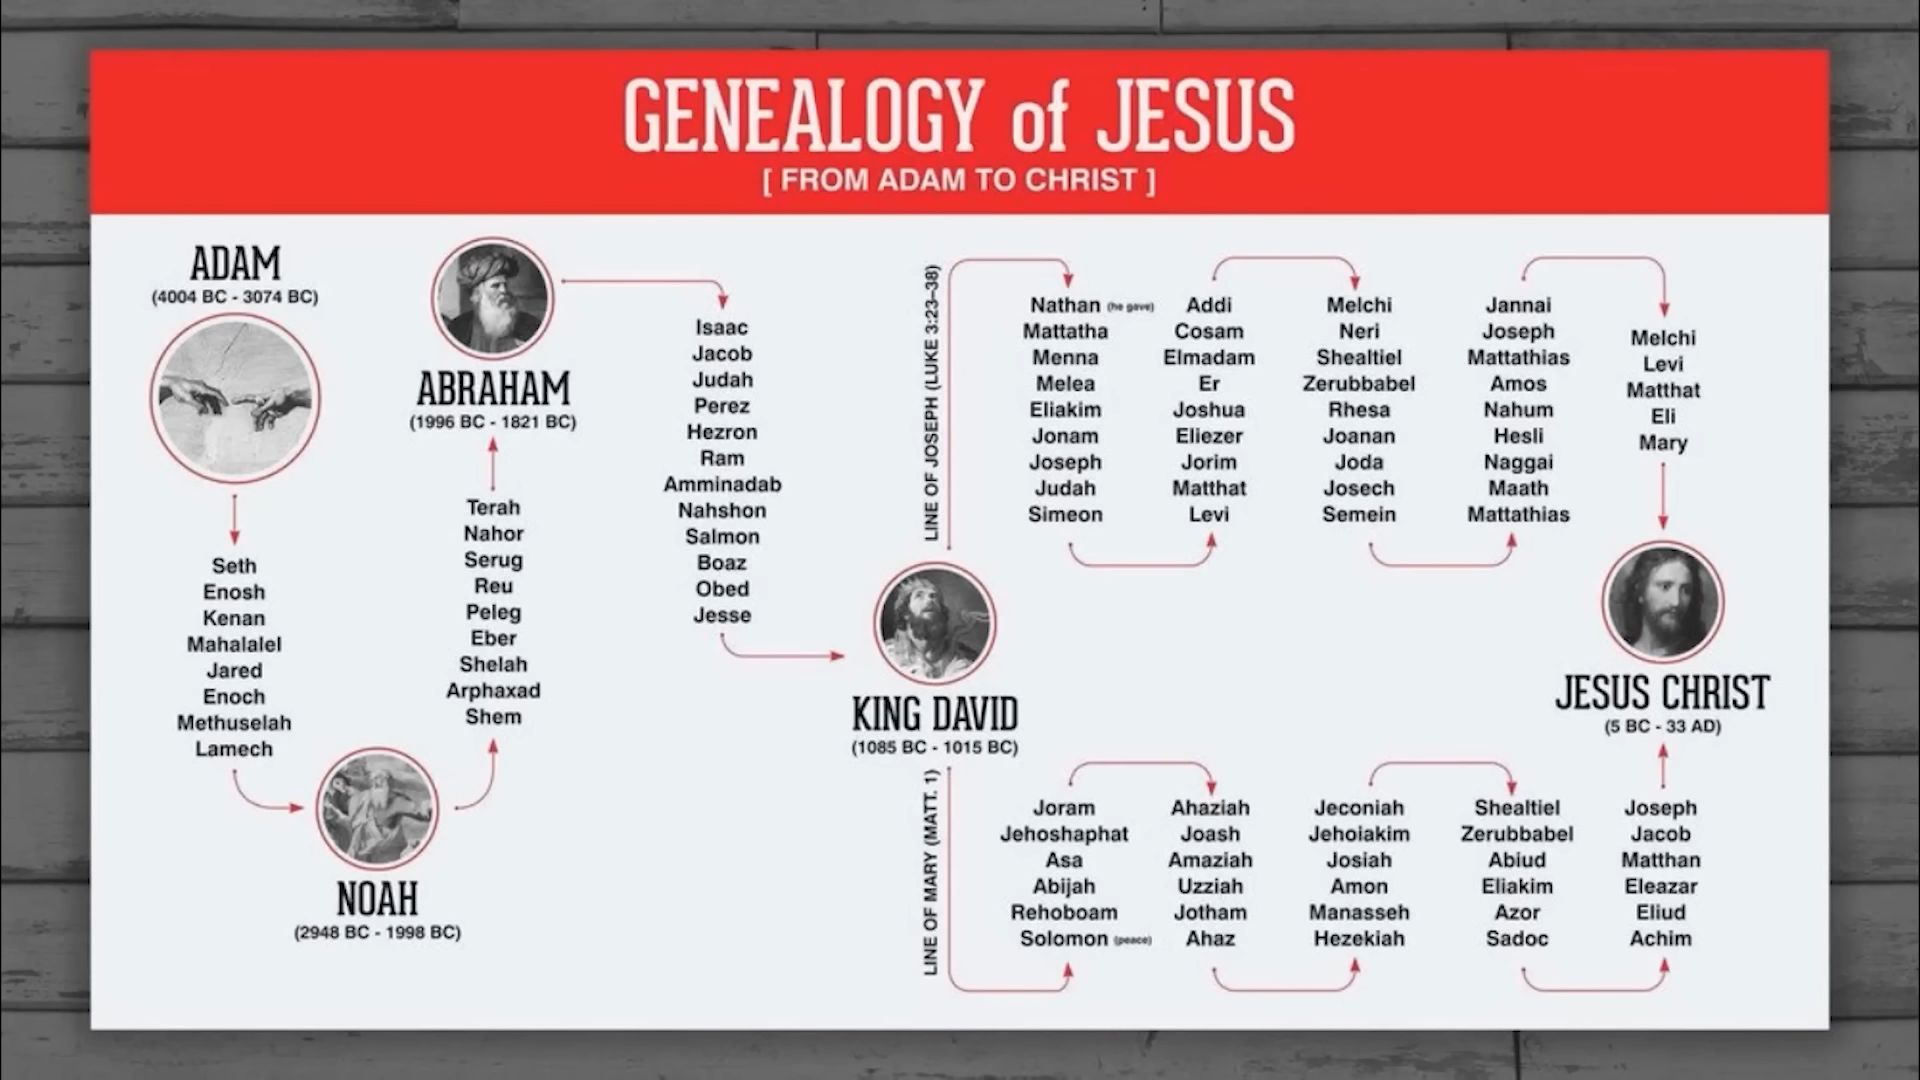 GENEALOGY of JESUS
[ FROM ADAM TO CHRIST ]
ADAM
(4004 BC - 3074 BC)
Seth
Enosh
Kenan
Mahalalel
Jared
Enoch
Methuselah
Lamech
NOAH
(2948 BC - 1998 BC)
ABRAHAM
(1996 BC - 1821 BC)
Terah
Nahor
Serug
Reu
Peleg
Eber
Shelah
Arphaxad
Shem
Isaac
Jacob
Judah
Perez
Hezron
Ram
Amminadab
Nahshon
Salmon
Boaz
Obed
Jesse
KING DAVID
(1085 BC - 1015 BC)
LINE OF JOSEPH (LUKE 3:23–38)
Nathan (he gave)
Mattatha
Menna
Melea
Eliakim
Jonam
Joseph
Judah
Simeon
Addi
Cosam
Elmadam
Er
Joshua
Eliezer
Jorim
Matthat
Levi
Melchi
Neri
Shealtiel
Zerubbabel
Rhesa
Joanan
Joda
Josech
Semein
Jannai
Joseph
Mattathias
Amos
Nahum
Hesli
Naggai
Maath
Mattathias
Melchi
Levi
Matthat
Eli
Mary
JESUS CHRIST
(5 BC - 33 AD)
LINE OF MARY (MATT. 1)
Joram
Jehoshaphat
Asa
Abijah
Rehoboam
Solomon (peace)
Ahaziah
Joash
Amaziah
Uzziah
Jotham
Ahaz
Jeconiah
Jehoiakim
Josiah
Amon
Manasseh
Hezekiah
Shealtiel
Zerubbabel
Abiud
Eliakim
Azor
Sadoc
Joseph
Jacob
Matthan
Eleazar
Eliud
Achim